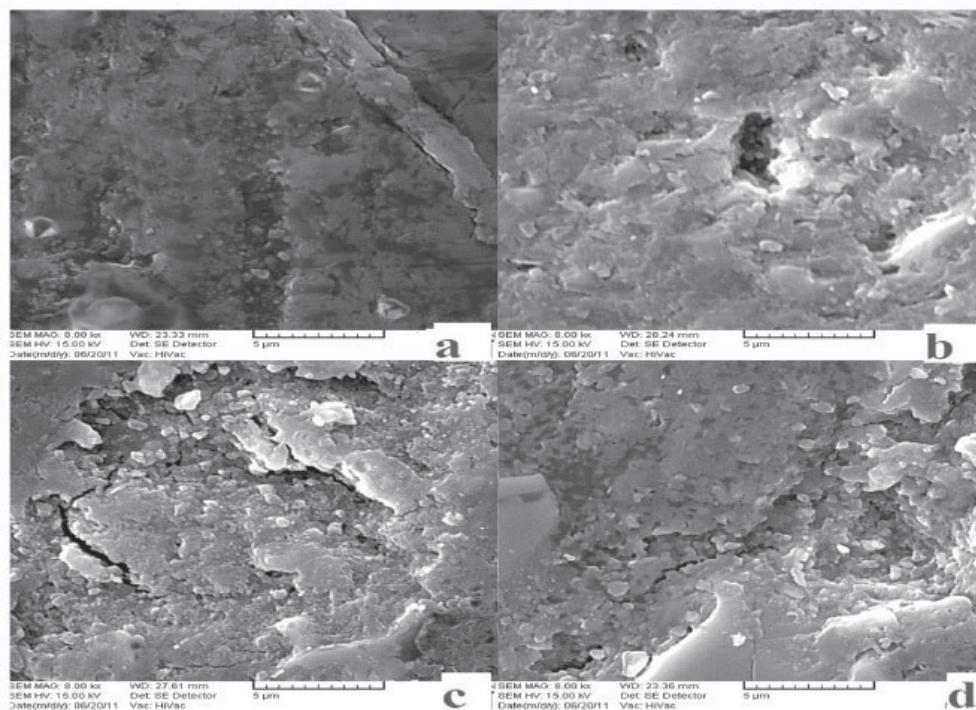 SEM MAG: 8.00 kx WD: 23.33 mm
SEM HV: 15.00 kV Det: SE Detector 5 µm
Date(m/d/y): 06/20/11 Vac: HiVac
a
SEM MAG: 8.00 kx WD: 28.24 mm
SEM HV: 15.00 kV Det: SE Detector 5 µm
Date(m/d/y): 06/20/11 Vac: HiVac
b
SEM MAG: 8.00 kx WD: 27.61 mm
SEM HV: 15.00 kV Det: SE Detector 5 µm
Date(m/d/y): 06/20/11 Vac: HiVac
c
SEM MAG: 8.00 kx WD: 23.36 mm
SEM HV: 15.00 kV Det: SE Detector 5 µm
Date(m/d/y): 06/20/11 Vac: HiVac
d